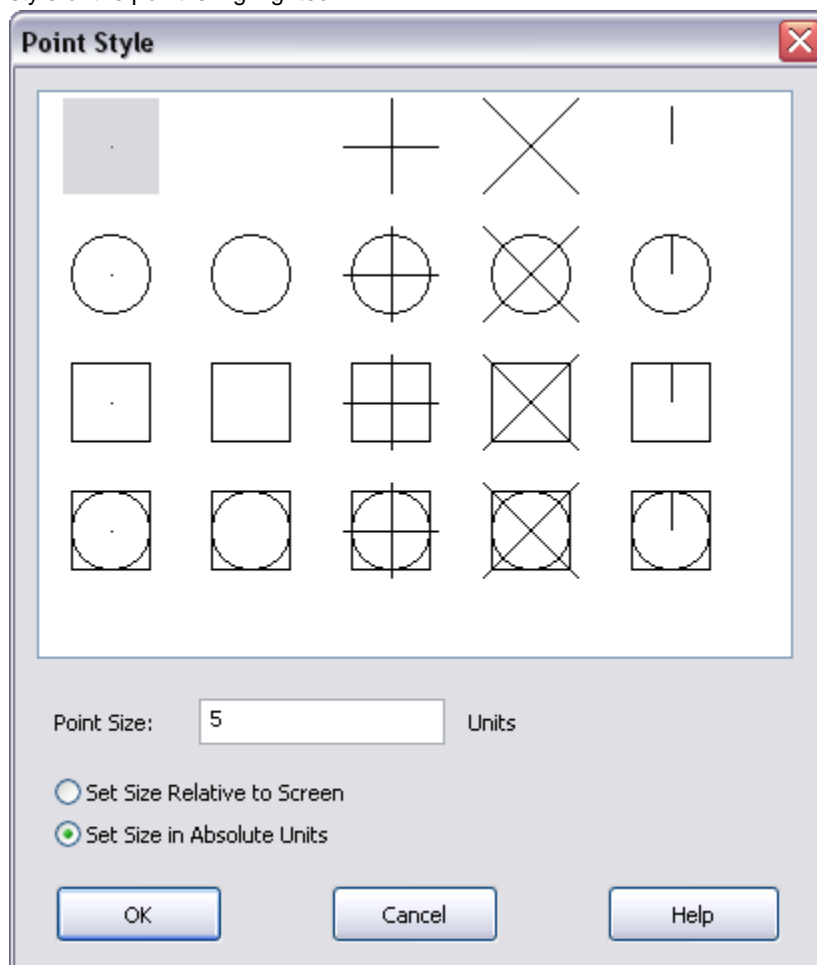 Point Style
Point Size:
5
Units
Set Size Relative to Screen
Set Size in Absolute Units
OK
Cancel
Help